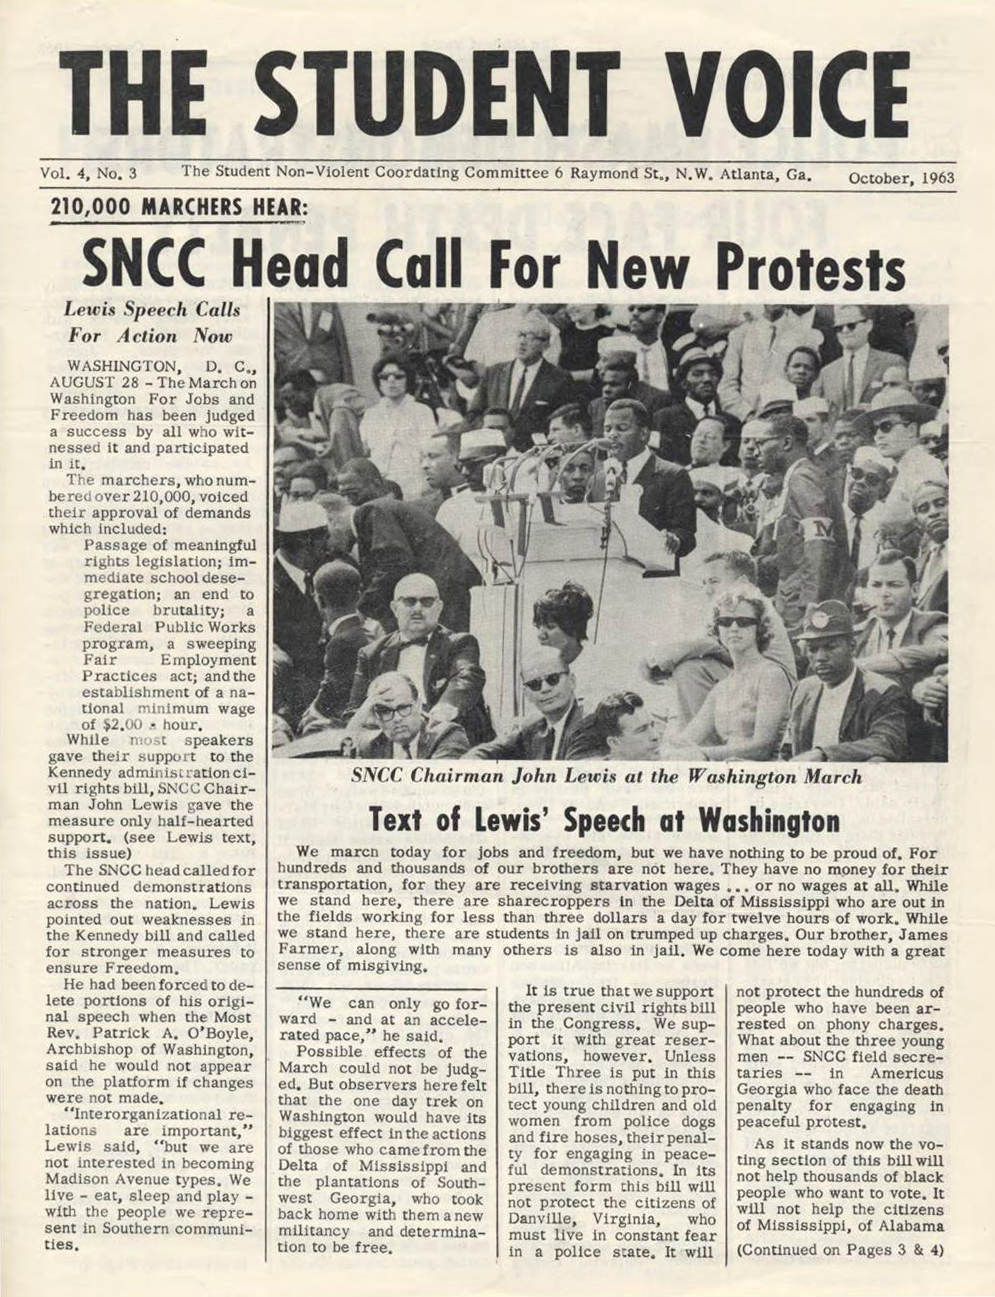 THE STUDENT VOICE
Vol. 4, No. 3 The Student Non-Violent Coordating Committee 6 Raymond St., N.W. Atlanta, Ga. October, 1963
210,000 MARCHERS HEAR:
SNCC Head Call For New Protests
Lewis Speech Calls
For Action Now
WASHINGTON, D. C.,
AUGUST 28 - The March on
Washington For Jobs and
Freedom has been judged
a success by all who wit-
nessed it and participated
in it.
The marchers, who num-
bered over 210,000, voiced
their approval of demands
which included:
Passage of meaningful
rights legislation; im-
mediate school dese-
gregation; an end to
police brutality; a
Federal Public Works
program, a sweeping
Fair Employment
Practices act; and the
establishment of a na-
tional minimum wage
of $2.00 hour.
While most speakers
gave their support to the
Kennedy administration ci-
vil rights bill, SNCC Chair-
man John Lewis gave the
measure only half-hearted
support. (see Lewis text,
this issue)
The SNCC head called for
continued demonstrations
across the nation. Lewis
pointed out weaknesses in
the Kennedy bill and called
for stronger measures to
ensure Freedom.
He had been forced to de-
lete portions of his origi-
nal speech when the Most
Rev. Patrick A. O'Boyle,
Archbishop of Washington,
said he would not appear
on the platform if changes
were not made.
"Interorganizational re-
lations are important,"
Lewis said, "but we are
not interested in becoming
Madison Avenue types. We
live - eat, sleep and play -
with the people we repre-
sent in Southern communi-
ties.
M
SNCC Chairman John Lewis at the Washington March
Text of Lewis' Speech at Washington
We marcn today for jobs and freedom, but we have nothing to be proud of. For
hundreds and thousands of our brothers are not here. They have no money for their
transportation, for they are receiving starvation wages ... or no wages at all. While
we stand here, there are sharecroppers in the Delta of Mississippi who are out in
the fields working for less than three dollars a day for twelve hours of work. While
we stand here, there are students in jail on trumped up charges. Our brother, James
Farmer, along with many others is also in jail. We come here today with a great
sense of misgiving.
"We can only go for-
ward - and at an accele-
rated pace," he said.
Possible effects of the
March could not be judg-
ed. But observers here felt
that the one day trek on
Washington would have its
biggest effect in the actions
of those who came from the
Delta of Mississippi and
the plantations of South-
west Georgia, who took
back home with them a new
militancy and determina-
tion to be free.
It is true that we support
the present civil rights bill
in the Congress. We sup-
port it with great reser-
vations, however. Unless
Title Three is put in this
bill, there is nothing to pro-
tect young children and old
women from police dogs
and fire hoses, their penal-
ty for engaging in peace-
ful demonstrations. In its
present form this bill will
not protect the citizens of
Danville, Virginia, who
must live in constant fear
in a police state. It will
not protect the hundreds of
people who have been ar-
rested on phony charges.
What about the three young
men -- SNCC field secre-
taries -- in Americus
Georgia who face the death
penalty for engaging in
peaceful protest.
As it stands now the vo-
ting section of this bill will
not help thousands of black
people who want to vote. It
will not help the citizens
of Mississippi, of Alabama
(Continued on Pages 3 & 4)